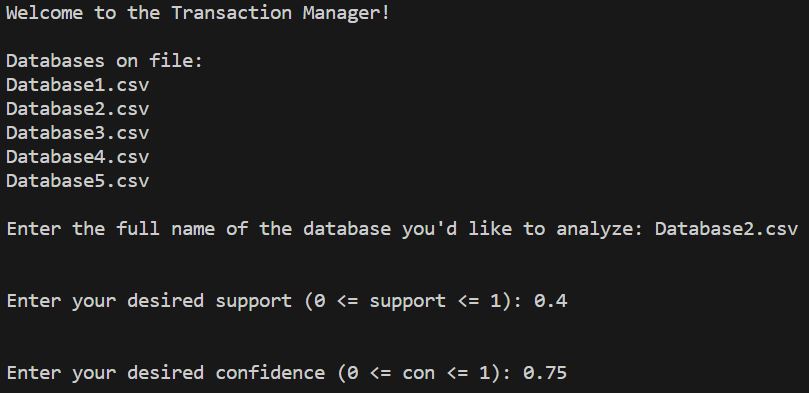 Welcome to the Transaction Manager!
Databases on file:
Database1.csv
Database2.csv
Database3.csv
Database4.csv
Database5.csv
Enter the full name of the database you'd like to analyze: Database2.csv
Enter your desired support (0 <= support <= 1): 0.4
Enter your desired confidence (0 <= con <= 1): 0.75